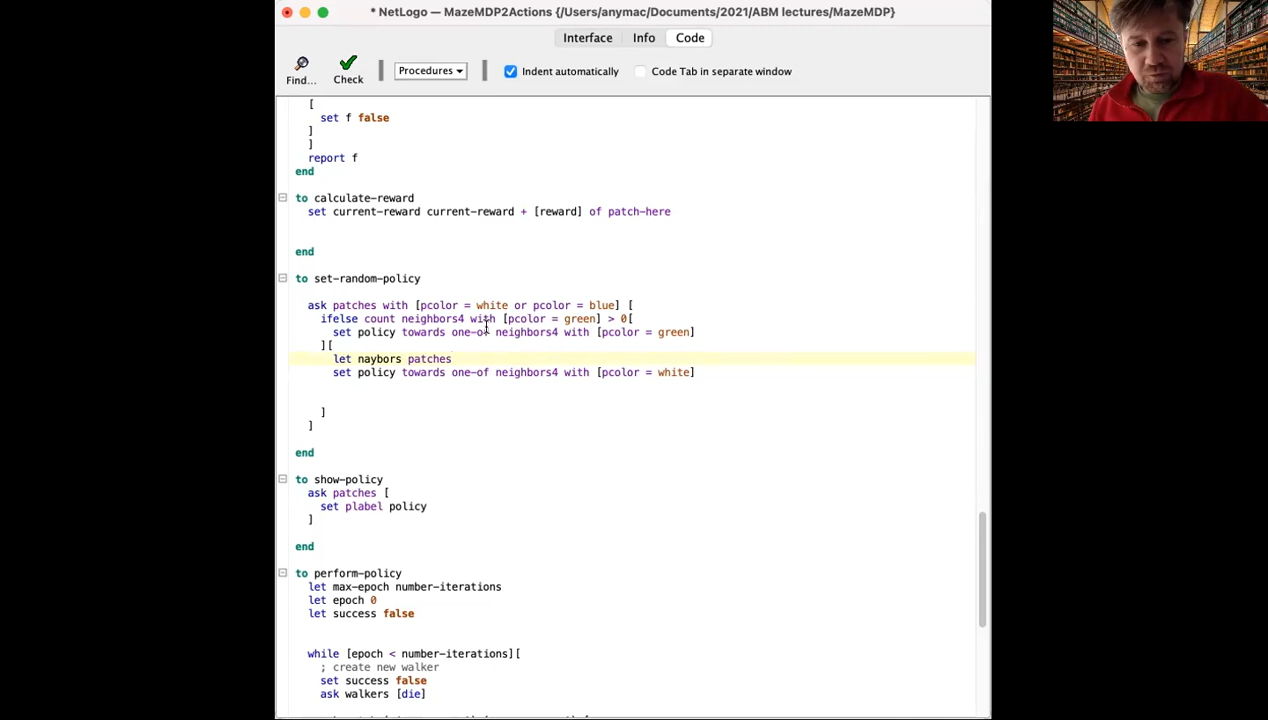 * NetLogo — MazeMDP2Actions {/Users/anymac/Documents/2021/ABM lectures/MazeMDP}
Interface Info Code
Find... Check Procedures Indent automatically Code Tab in separate window
[
set f false
]
]
report f
end
to calculate-reward
set current-reward current-reward + [reward] of patch-here
end
to set-random-policy
ask patches with [pcolor = white or pcolor = blue] [
ifelse count neighbors4 with [pcolor = green] > 0[
set policy towards one-of neighbors4 with [pcolor = green]
][
let naybors patches
set policy towards one-of neighbors4 with [pcolor = white]
]
]
end
to show-policy
ask patches [
set plabel policy
]
end
to perform-policy
let max-epoch number-iterations
let epoch 0
let success false
while [epoch < number-iterations][
; create new walker
set success false
ask walkers [die]